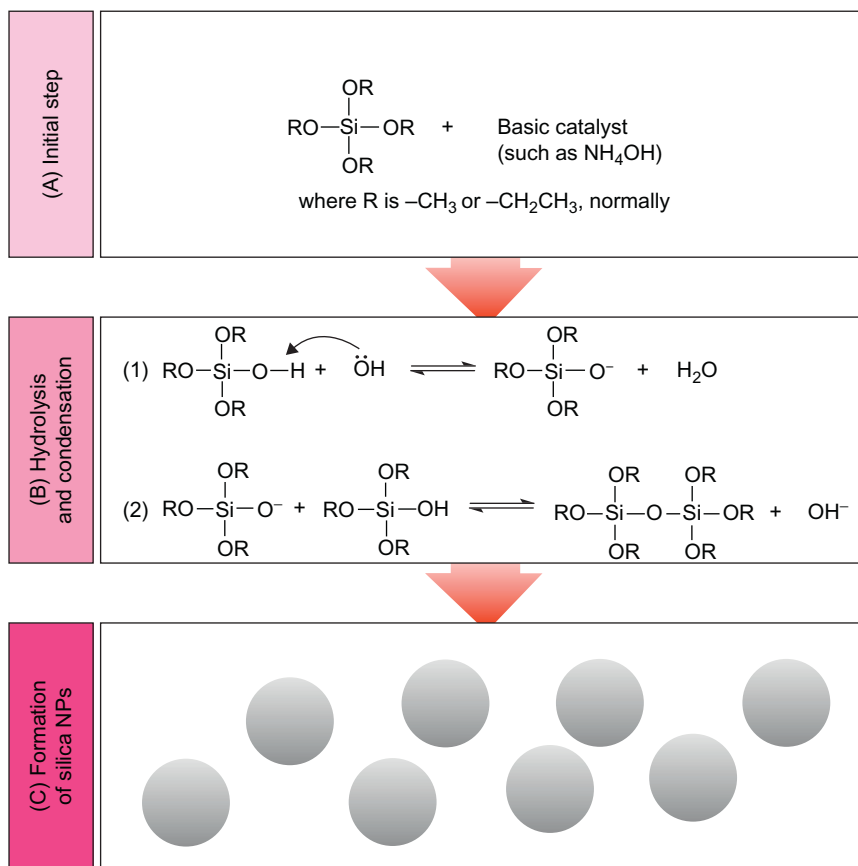 (A) Initial step
OR
RO–Si–OR + Basic catalyst
OR (such as NH₄OH)
where R is –CH₃ or –CH₂CH₃, normally
(B) Hydrolysis
and condensation
OR OR
(1) RO–Si–O–H + ÖH ⇌ RO–Si–O⁻ + H₂O
OR OR
OR OR OR OR
(2) RO–Si–O⁻ + RO–Si–OH ⇌ RO–Si–O–Si–OR + OH⁻
OR OR OR OR
(C) Formation
of silica NPs